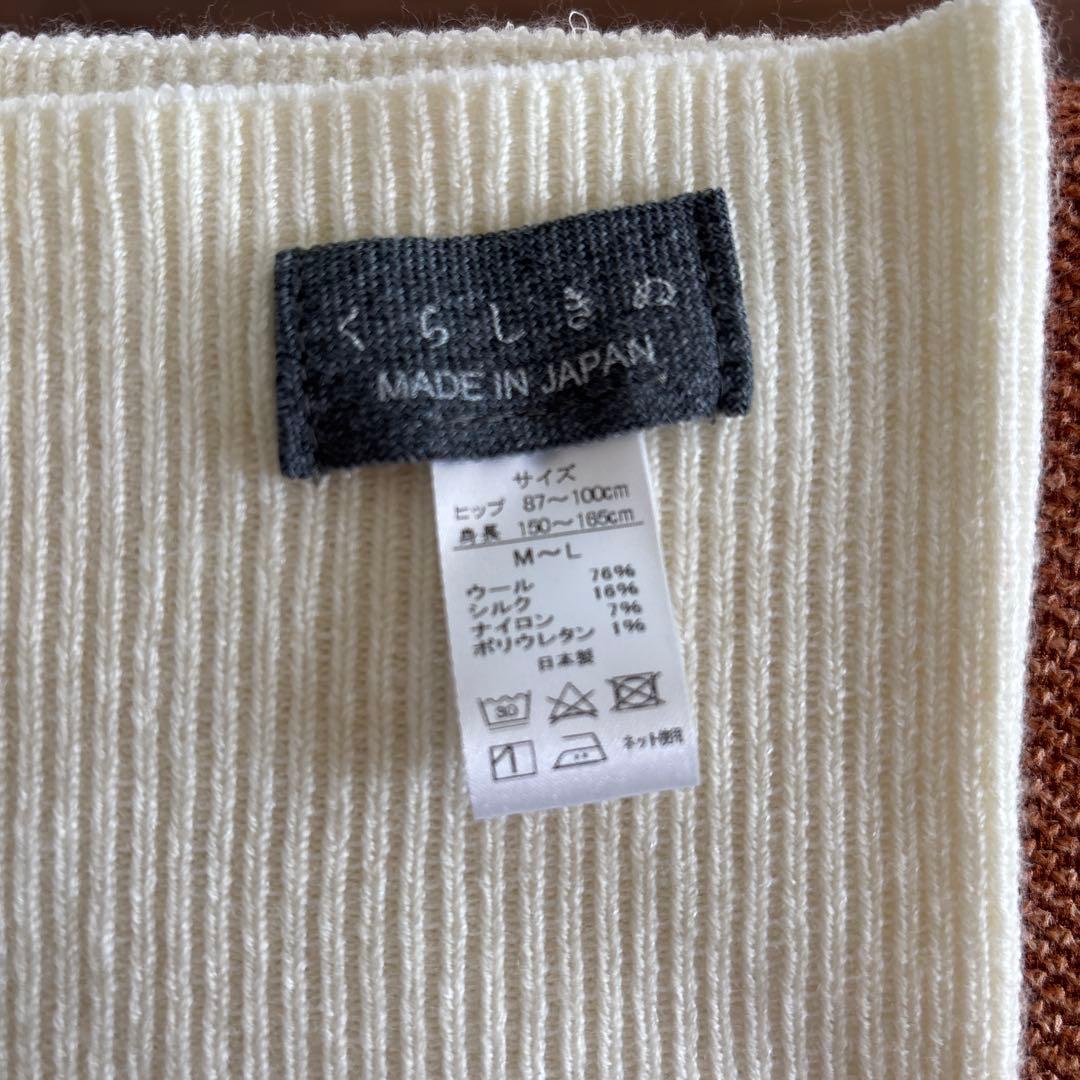 くらしきぬ
MADE IN JAPAN
サイズ
ヒップ 87～100cm
身長 150～165cm
M～L
ウール 76%
シルク 16%
ナイロン 7%
ポリウレタン 1%
日本製
30
ネット使用